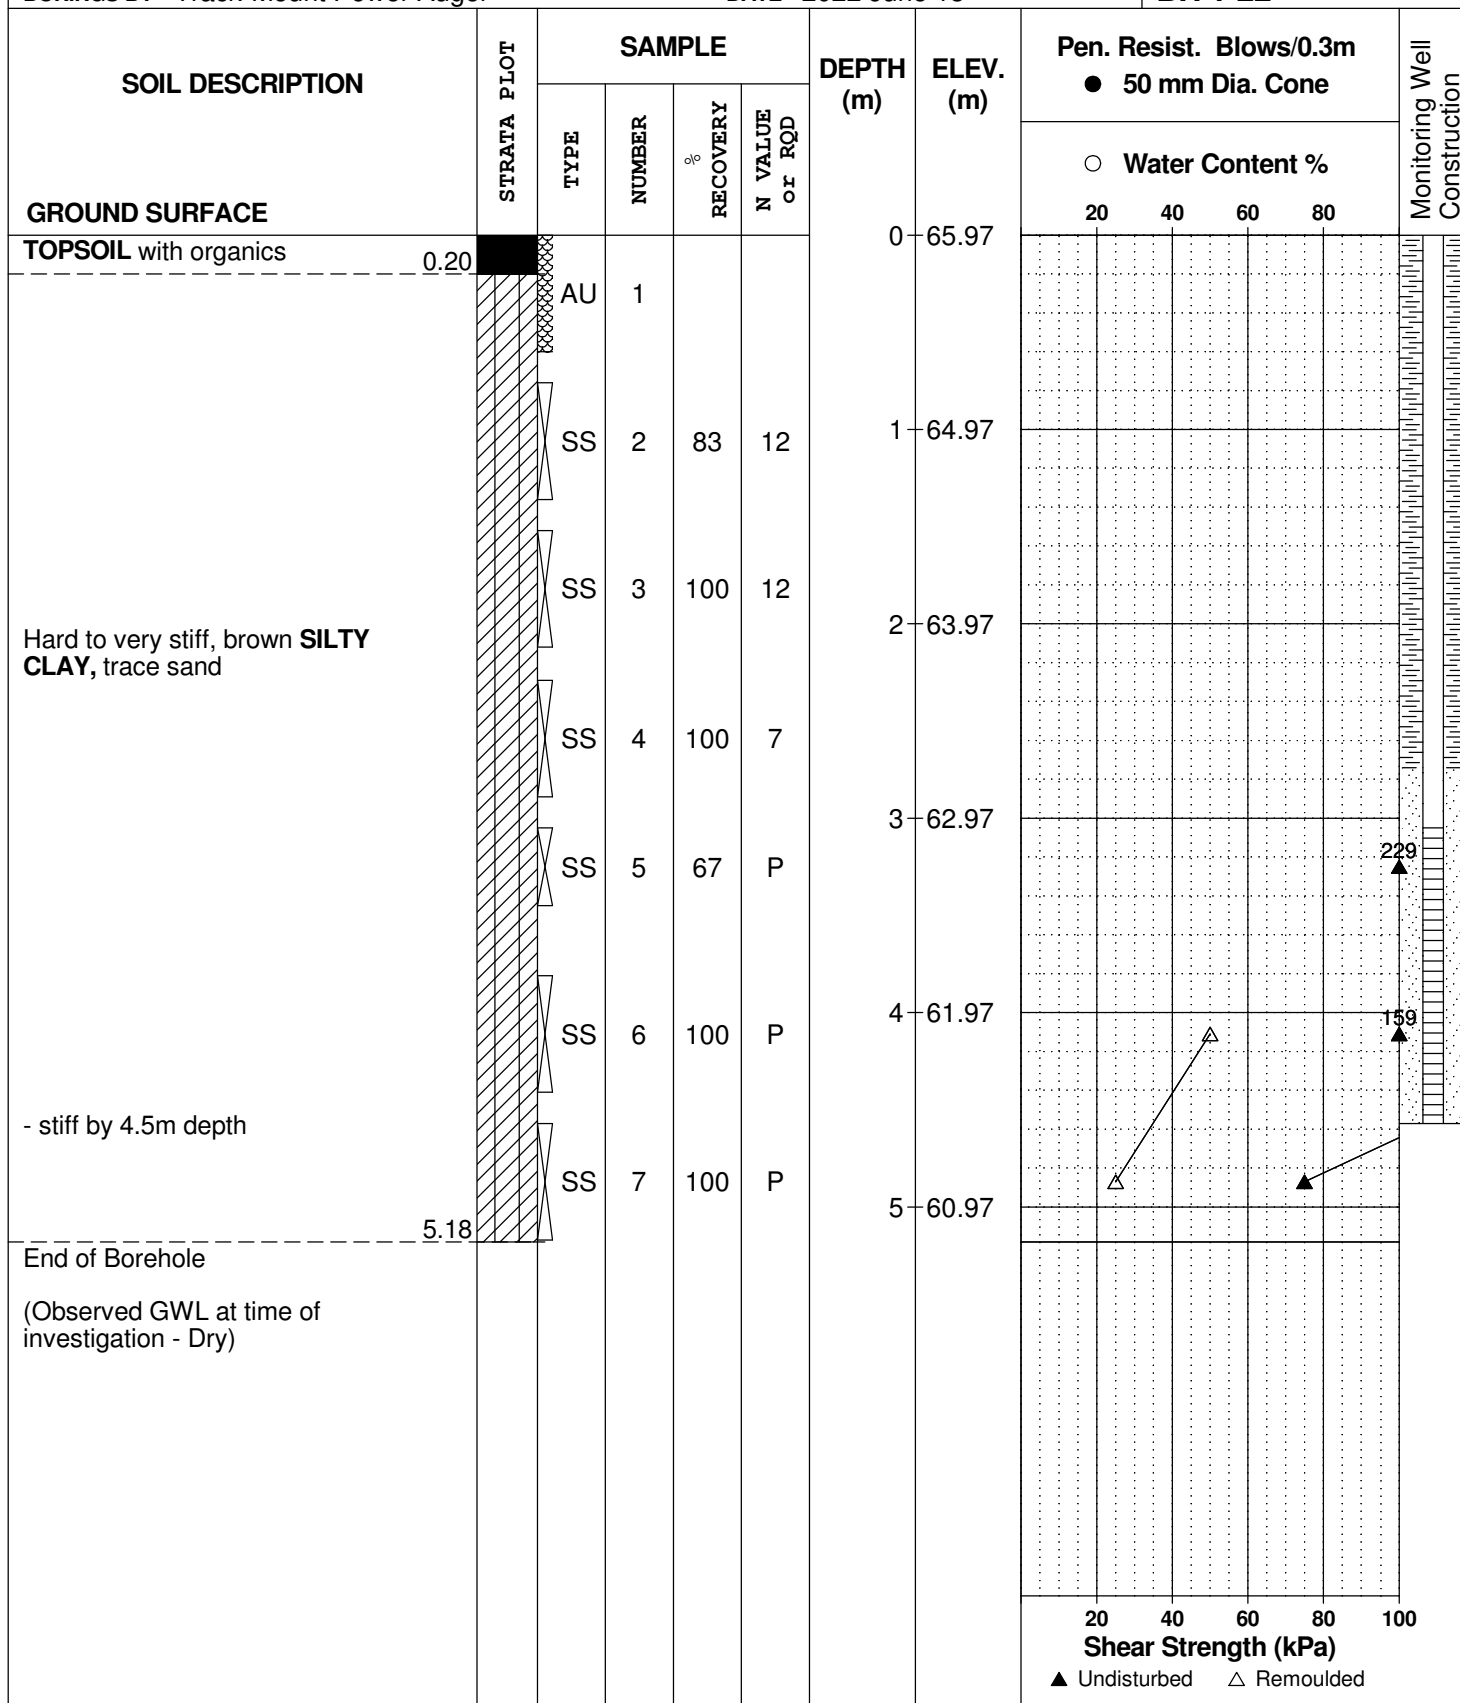 SOIL DESCRIPTION
GROUND SURFACE
STRATA PLOT
SAMPLE
TYPE
NUMBER
%
RECOVERY
N VALUE
or RQD
DEPTH
(m)
ELEV.
(m)
Pen. Resist. Blows/0.3m
● 50 mm Dia. Cone
○ Water Content %
20 40 60 80
Monitoring Well
Construction
TOPSOIL with organics
0.20
0 65.97
AU 1
1 64.97
SS 2 83 12
SS 3 100 12
2 63.97
Hard to very stiff, brown SILTY
CLAY, trace sand
SS 4 100 7
3 62.97
229
SS 5 67 P
4 61.97
159
SS 6 100 P
- stiff by 4.5m depth
SS 7 100 P
5 60.97
5.18
End of Borehole
(Observed GWL at time of
investigation - Dry)
20 40 60 80 100
Shear Strength (kPa)
▲ Undisturbed △ Remoulded